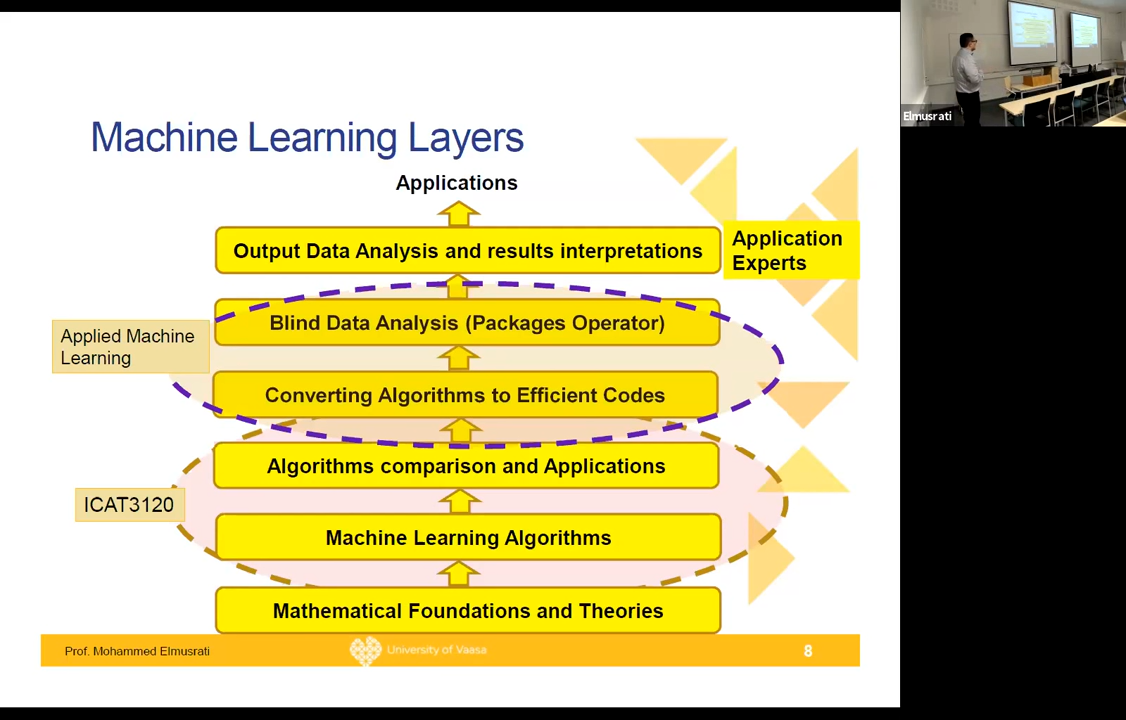 Elmusrati
Machine Learning Layers
Applications
Output Data Analysis and results interpretations
Application
Experts
Blind Data Analysis (Packages Operator)
Applied Machine
Learning
Converting Algorithms to Efficient Codes
Algorithms comparison and Applications
ICAT3120
Machine Learning Algorithms
Mathematical Foundations and Theories
Prof. Mohammed Elmusrati
University of Vaasa
8